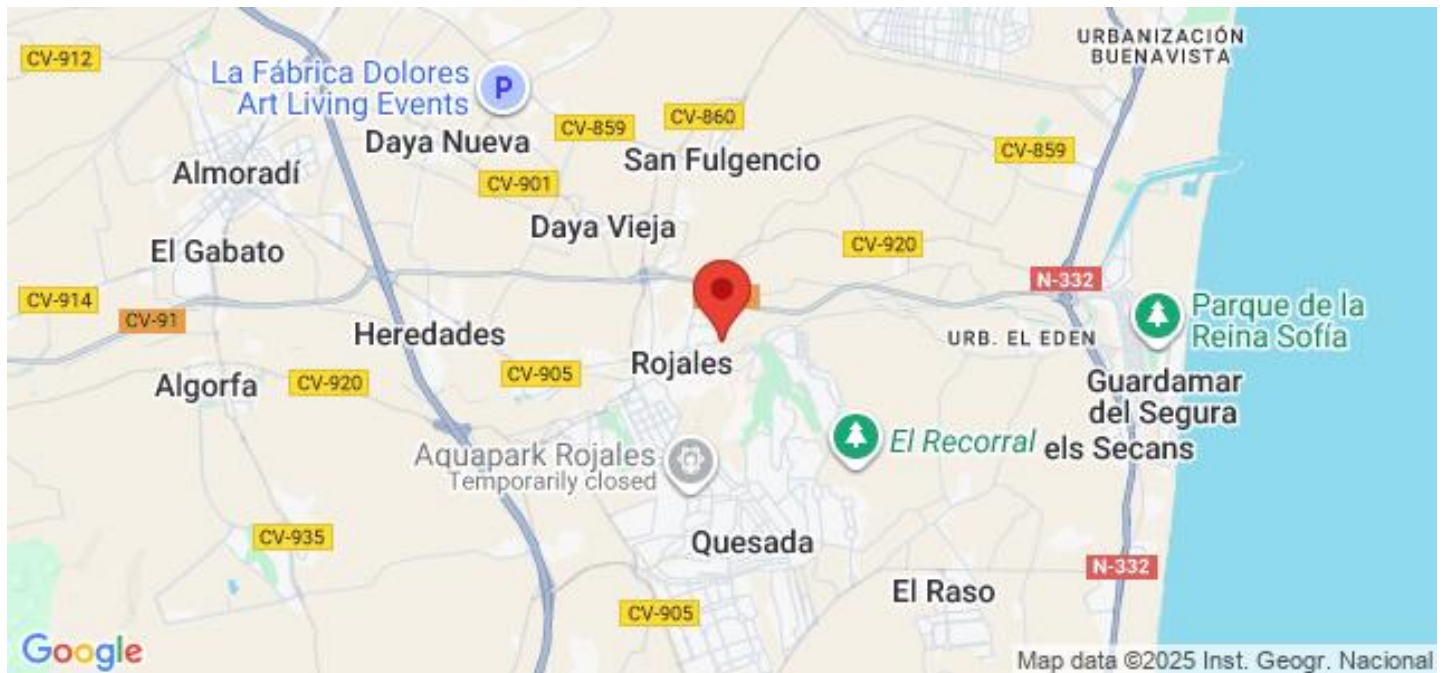 URBANIZACIÓN
BUENAVISTA
CV-912
La Fábrica Dolores
Art Living Events
P
CV-860
CV-859
Daya Nueva
CV-859
San Fulgencio
Almoradí
CV-901
Daya Vieja
CV-920
El Gabato
N-332
CV-914
CV-91
Parque de la
Reina Sofía
Heredades
URB. EL EDEN
Rojales
CV-905
Algorfa
CV-920
Guardamar
del Segura
El Recorral
els Secans
Aquapark Rojales
Temporarily closed
CV-935
Quesada
N-332
El Raso
CV-905
Google
Map data ©2025 Inst. Geogr. Nacional